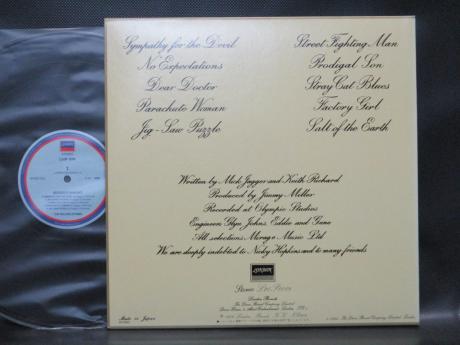 Sympathy for the Devil
No Expectations
Dear Doctor
Parachute Woman
Jig-Saw Puzzle
Street Fighting Man
Prodigal Son
Stray Cat Blues
Factory Girl
Salt of the Earth
Written by Mick Jagger and Keith Richard
Produced by Jimmy Miller
Recorded at Olympic Studios
Engineers Glyn Johns, Eddie and Gene
All selections Mirage Music Ltd
We are deeply indebted to Nicky Hopkins and to many friends
LONDON
Stereo
London Records
Made in Japan